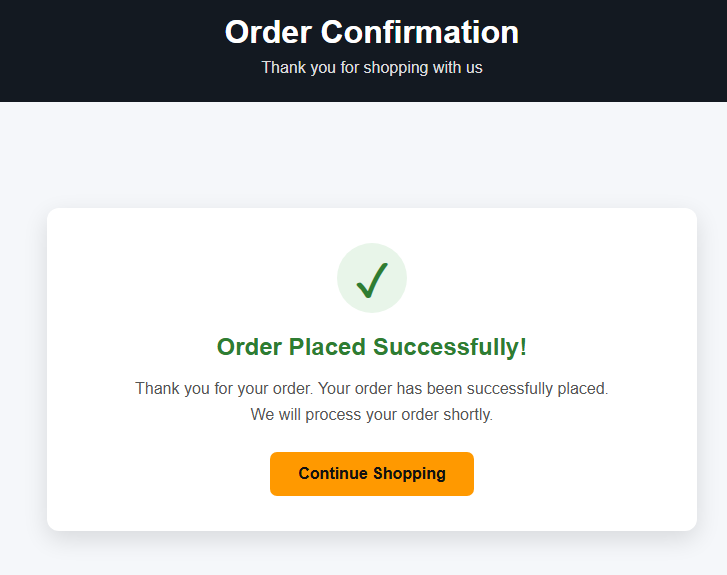 Order Confirmation
Thank you for shopping with us
Order Placed Successfully!
Thank you for your order. Your order has been successfully placed.
We will process your order shortly.
Continue Shopping